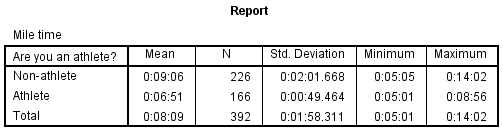 Report
Mile time
Are you an athlete? Mean N Std. Deviation Minimum Maximum
Non-athlete 0:09:06 226 0:02:01.668 0:05:05 0:14:02
Athlete 0:06:51 166 0:00:49.464 0:05:01 0:08:56
Total 0:08:09 392 0:01:58.311 0:05:01 0:14:02